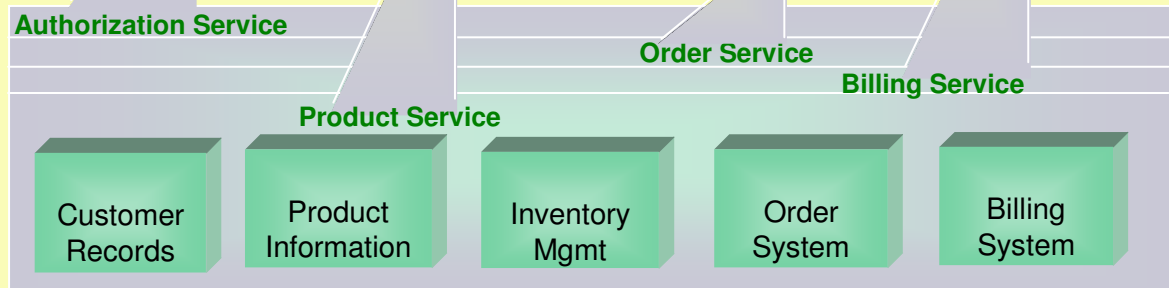 Authorization Service
Order Service
Billing Service
Product Service
Customer
Records
Product
Information
Inventory
Mgmt
Order
System
Billing
System